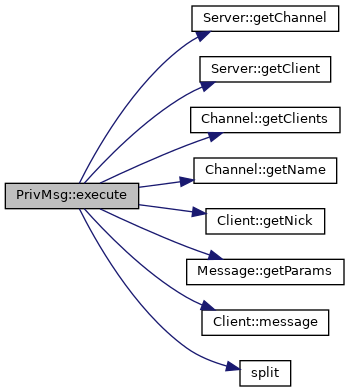 Server::getChannel
Server::getClient
Channel::getClients
Channel::getName
PrivMsg::execute
Client::getNick
Message::getParams
Client::message
split